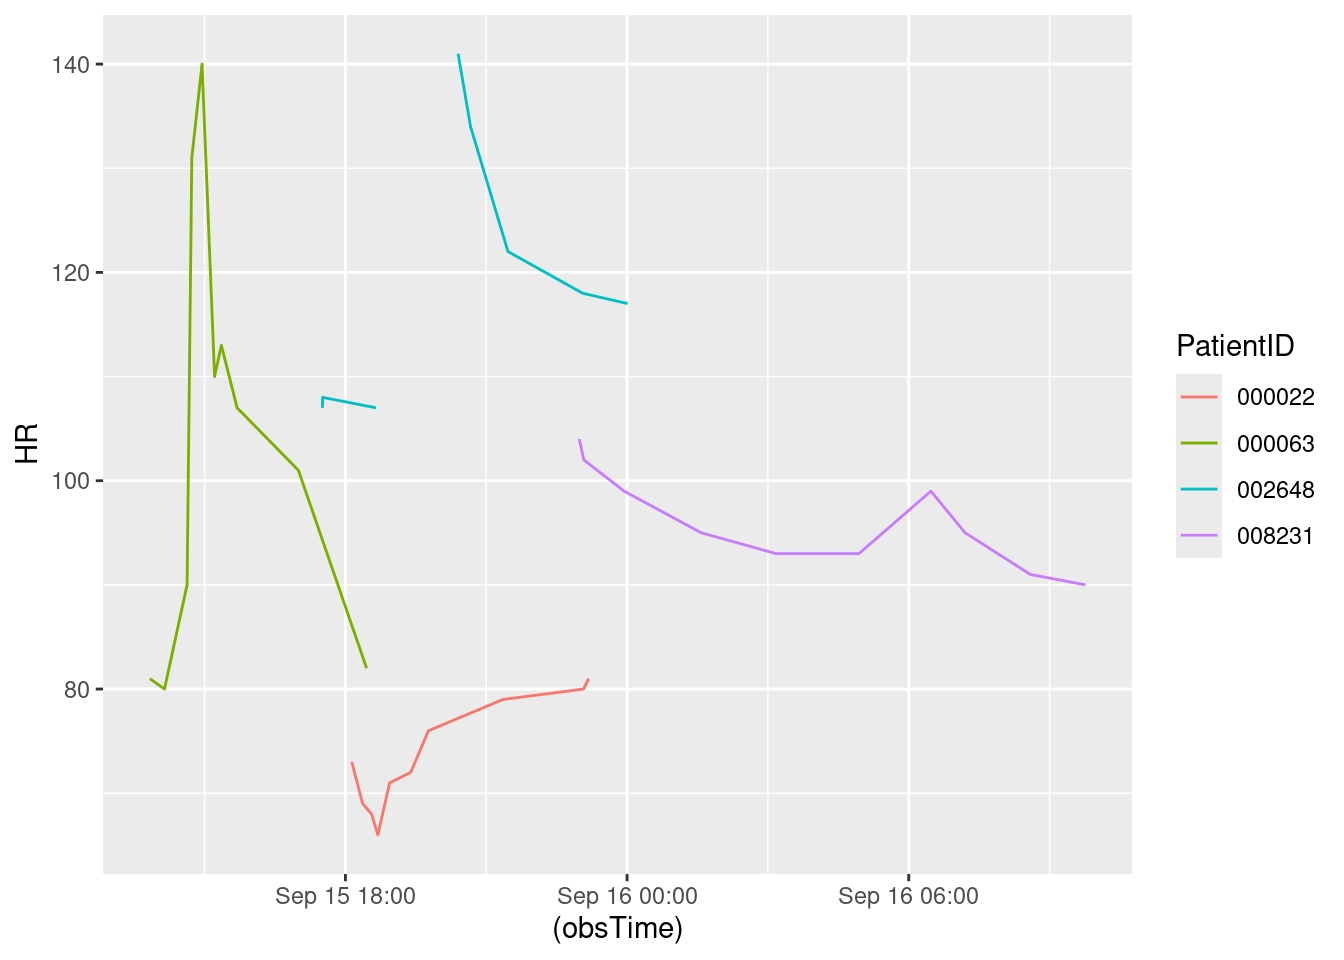 140
120
100
80
HR
Sep 15 18:00
Sep 16 00:00
Sep 16 06:00
(obsTime)
PatientID
000022
000063
002648
008231